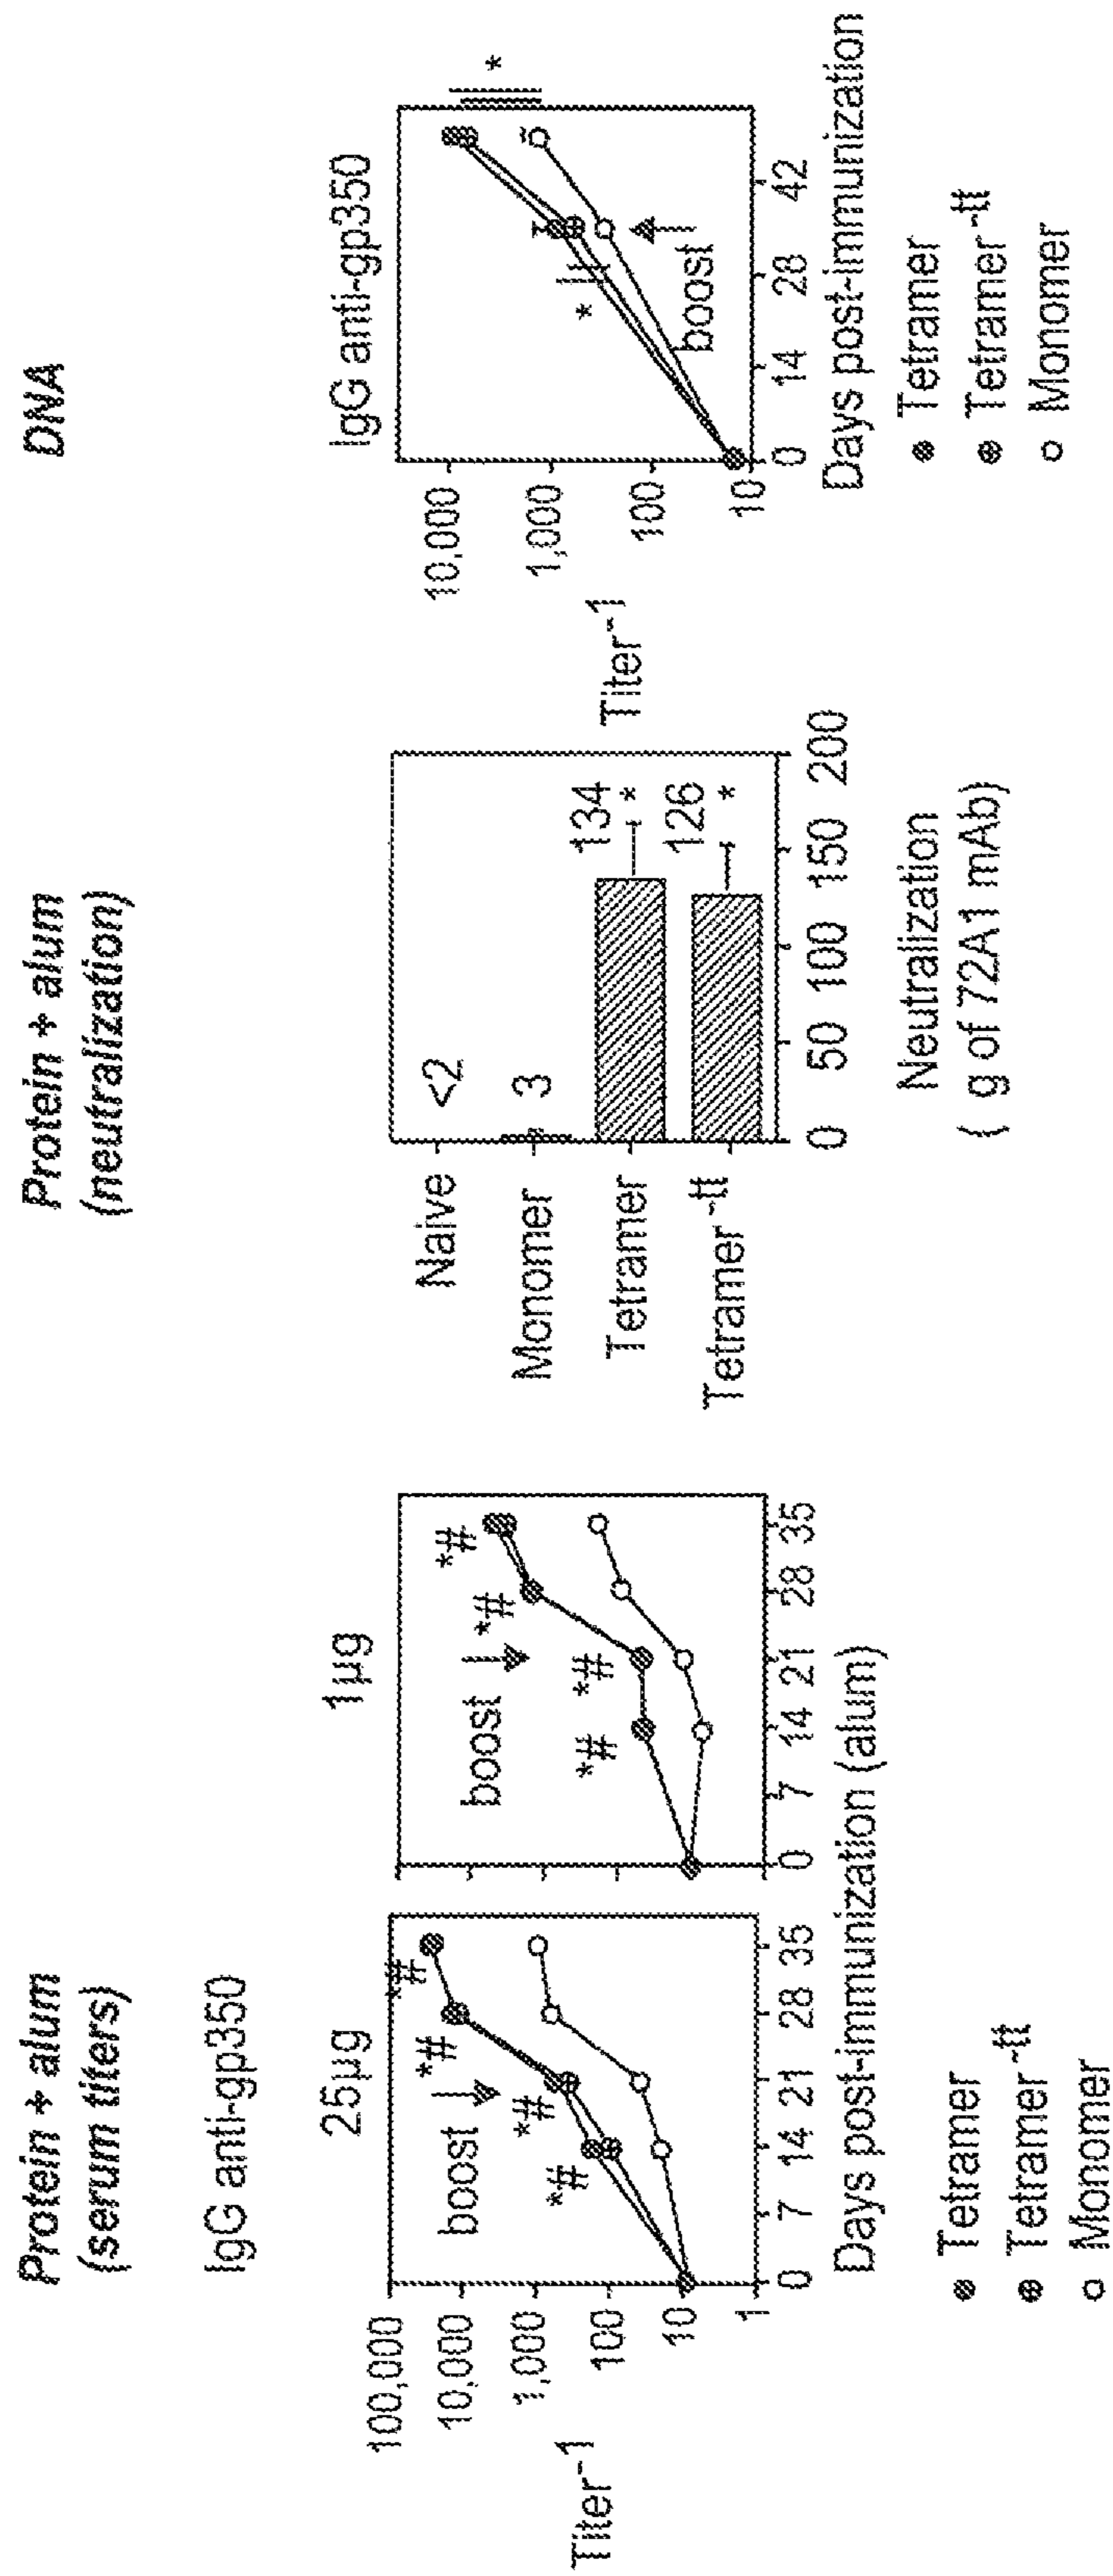 Protein + alum
(serum titers)
IgG anti-gp350
25µg
1µg
100,000
10,000
1,000
100
10
1
Titer-1
boost
*#
*#
*#
*#
boost
*#
*#
*#
*#
0 7 14 21 28 35
0 7 14 21 28 35
Days post-immunization (alum)
Tetramer
Tetramer-tt
Monomer
Protein + alum
(neutralization)
Naive
Monomer
Tetramer
Tetramer-tt
<2
3
134
*
126
*
0 50 100 150 200
Neutralization
( g of 72A1 mAb)
DNA
IgG anti-gp350
10,000
1,000
100
10
Titer-1
*
*
boost
0 14 28 42
Days post-immunization
Tetramer
Tetramer-tt
Monomer